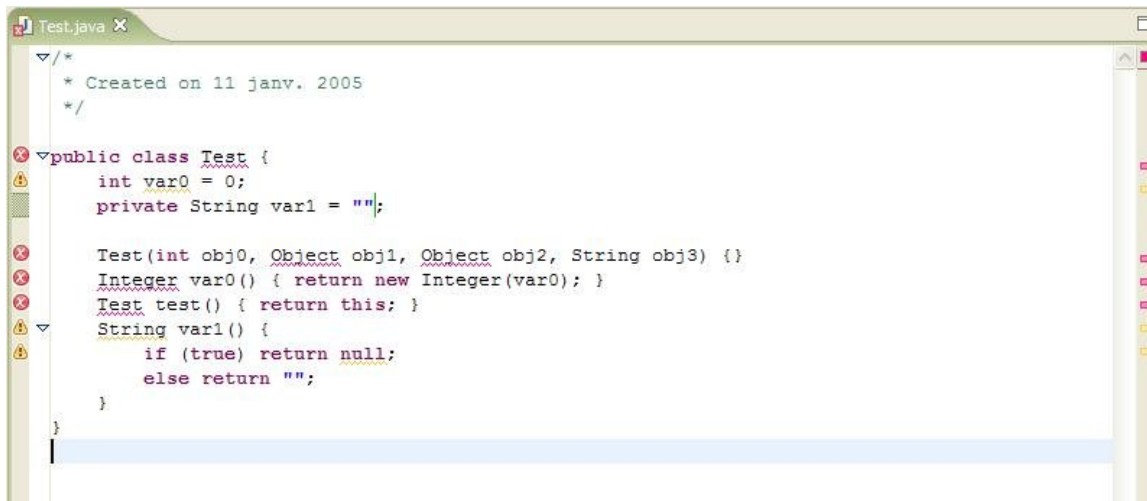 Test.java
/*
* Created on 11 janv. 2005
*/
public class Test {
int var0 = 0;
private String var1 = "";
Test(int obj0, Object obj1, Object obj2, String obj3) {}
Integer var0() { return new Integer(var0); }
Test test() { return this; }
String var1() {
if (true) return null;
else return "";
}
}